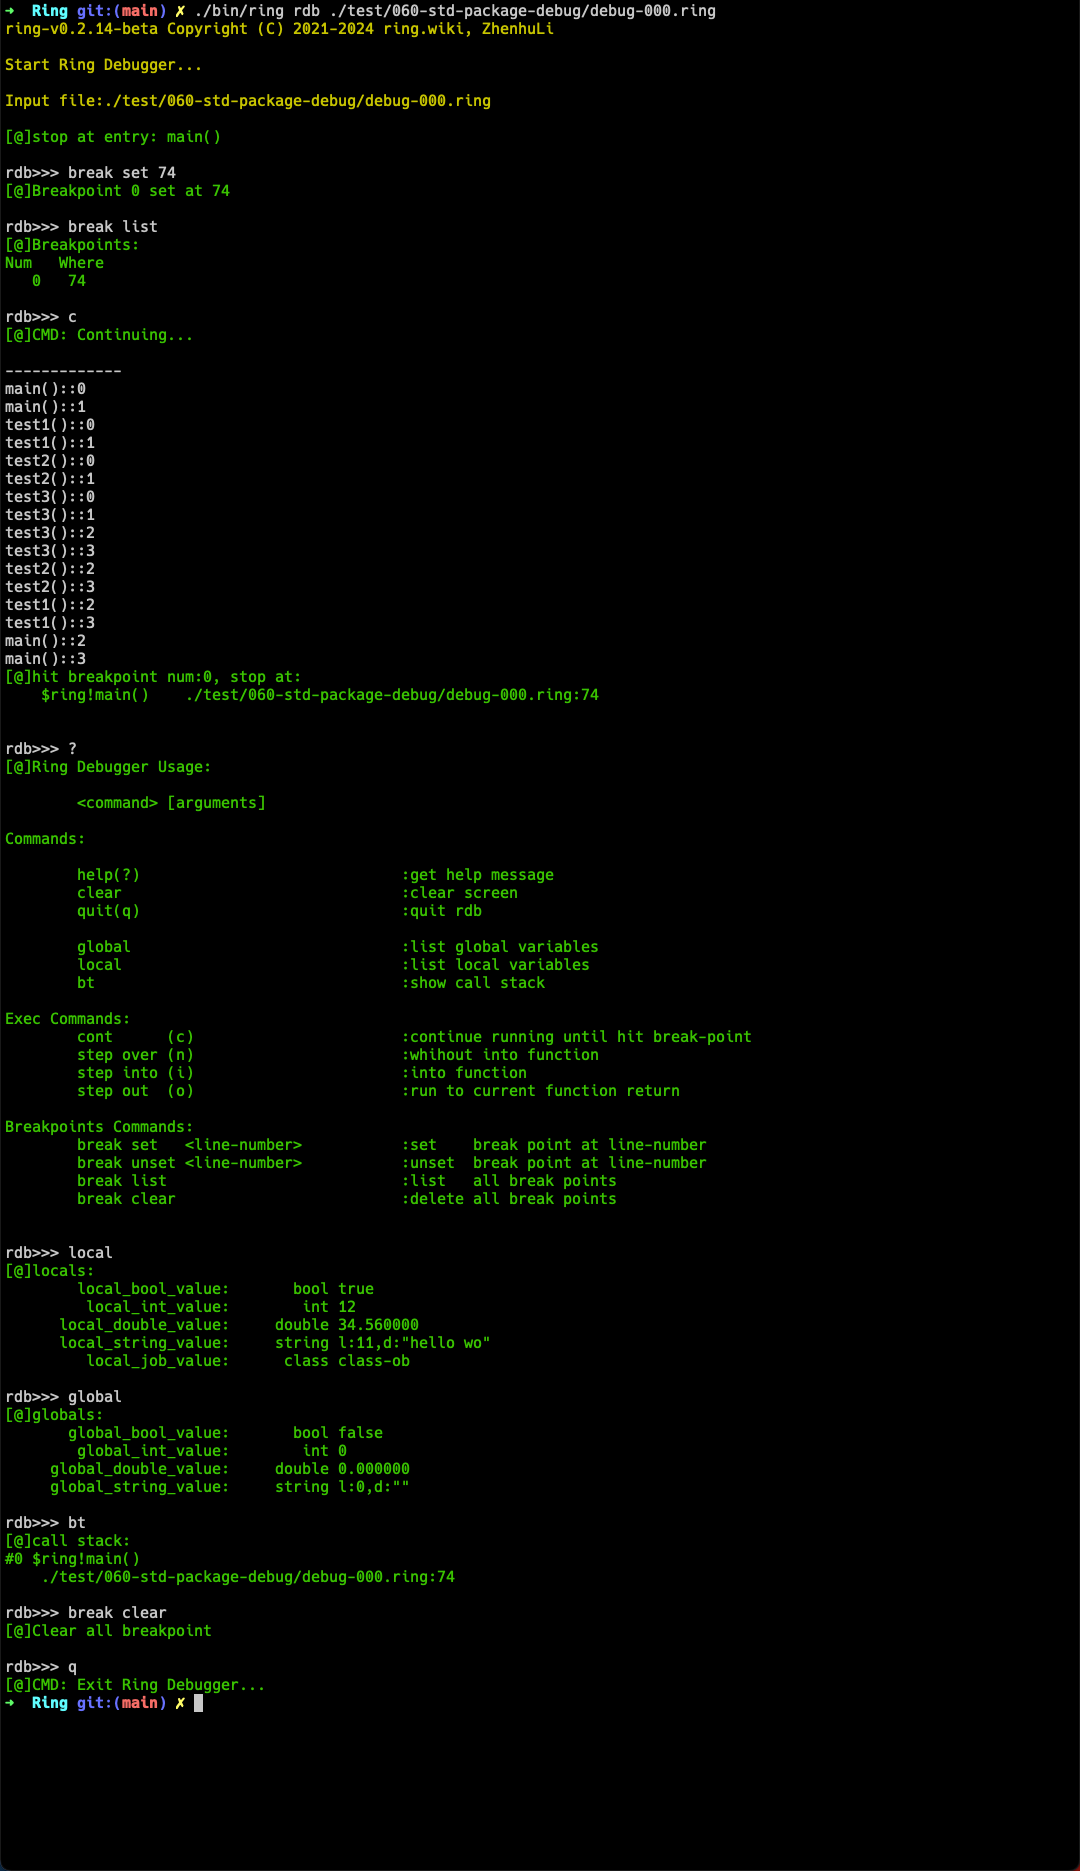 ➜  Ring git:(main) ✗ ./bin/ring rdb ./test/060-std-package-debug/debug-000.ring
ring-v0.2.14-beta Copyright (C) 2021-2024 ring.wiki, ZhenhuLi
Start Ring Debugger...
Input file:./test/060-std-package-debug/debug-000.ring
[@]stop at entry: main()
rdb>>> break set 74
[@]Breakpoint 0 set at 74
rdb>>> break list
[@]Breakpoints:
Num   Where
   0   74
rdb>>> c
[@]CMD: Continuing...
-------------
main()::0
main()::1
test1()::0
test1()::1
test2()::0
test2()::1
test3()::0
test3()::1
test3()::2
test3()::3
test2()::2
test2()::3
test1()::2
test1()::3
main()::2
main()::3
[@]hit breakpoint num:0, stop at:
    $ring!main()    ./test/060-std-package-debug/debug-000.ring:74
rdb>>> ?
[@]Ring Debugger Usage:
        <command> [arguments]
Commands:
        help(?)                             :get help message
        clear                               :clear screen
        quit(q)                             :quit rdb
        global                              :list global variables
        local                               :list local variables
        bt                                  :show call stack
Exec Commands:
        cont      (c)                       :continue running until hit break-point
        step over (n)                       :whihout into function
        step into (i)                       :into function
        step out  (o)                       :run to current function return
Breakpoints Commands:
        break set   <line-number>           :set    break point at line-number
        break unset <line-number>           :unset  break point at line-number
        break list                          :list   all break points
        break clear                         :delete all break points
rdb>>> local
[@]locals:
        local_bool_value:       bool true
         local_int_value:        int 12
      local_double_value:     double 34.560000
      local_string_value:     string l:11,d:"hello wo"
         local_job_value:      class class-ob
rdb>>> global
[@]globals:
       global_bool_value:       bool false
        global_int_value:        int 0
     global_double_value:     double 0.000000
     global_string_value:     string l:0,d:""
rdb>>> bt
[@]call stack:
#0 $ring!main()
    ./test/060-std-package-debug/debug-000.ring:74
rdb>>> break clear
[@]Clear all breakpoint
rdb>>> q
[@]CMD: Exit Ring Debugger...
➜  Ring git:(main) ✗